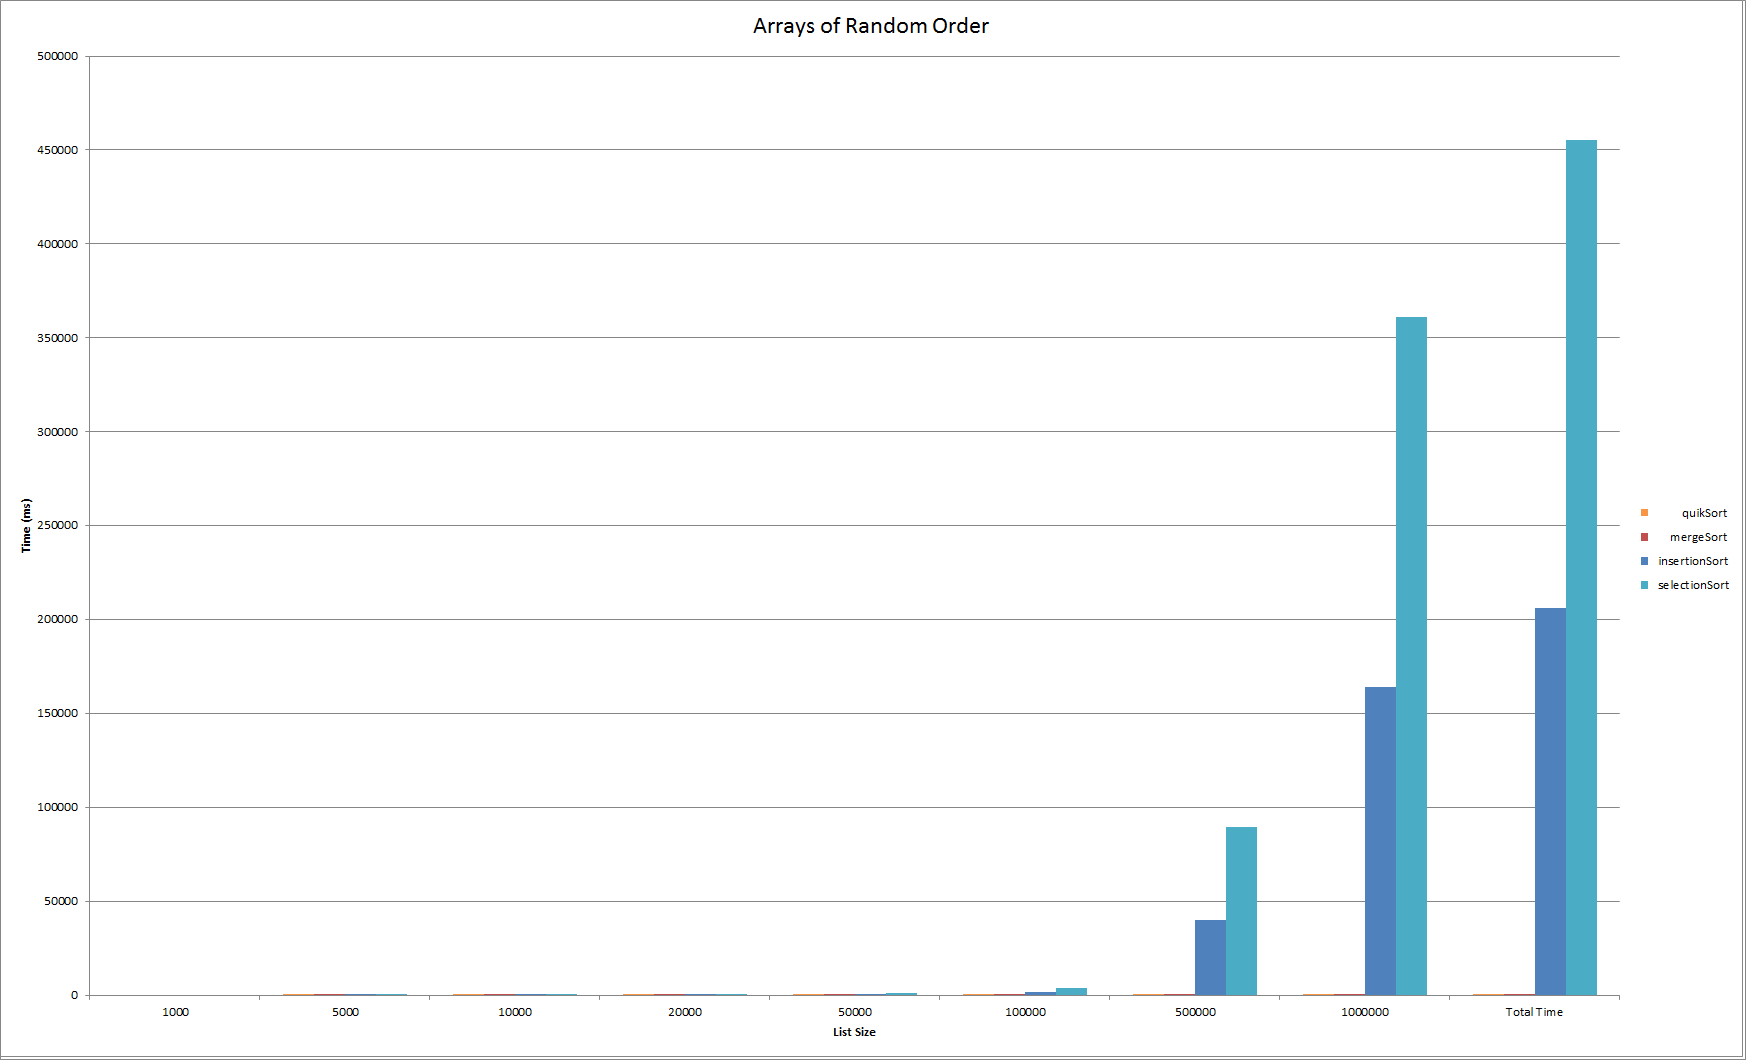 Arrays of Random Order
500000
450000
400000
350000
300000
250000
200000
150000
100000
50000
0
Time (ms)
1000 5000 10000 20000 50000 100000 500000 1000000 Total Time
List Size
quikSort
mergeSort
insertionSort
selectionSort